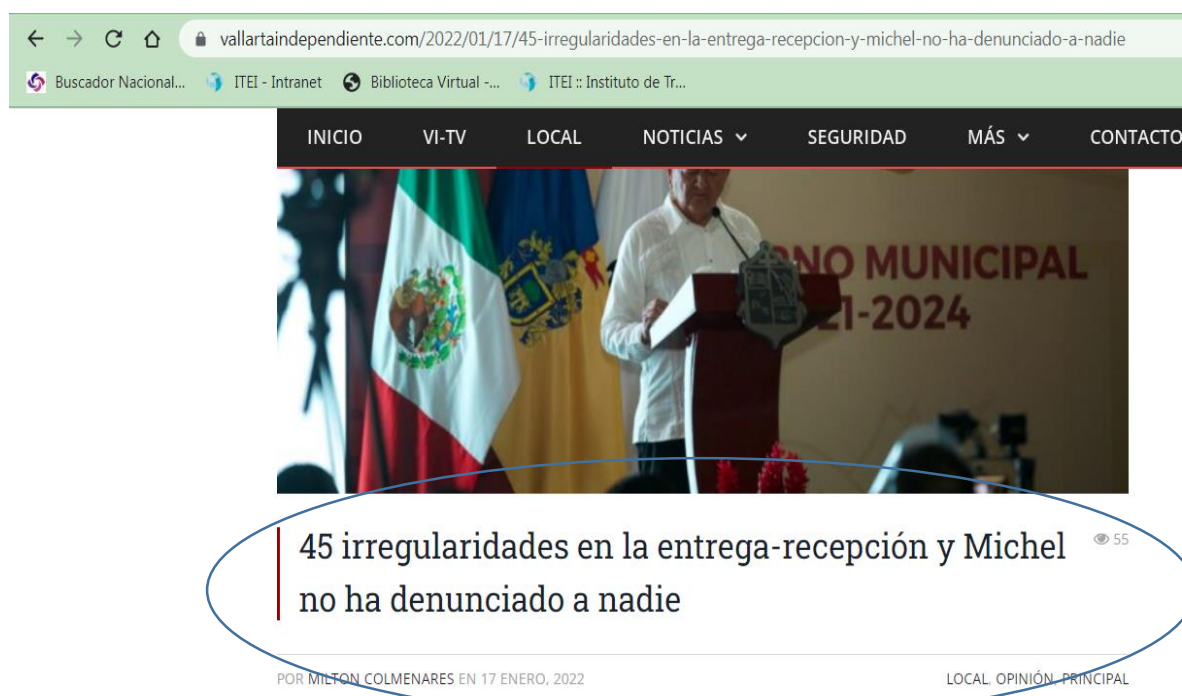 vallartaindependiente.com/2022/01/17/45-irregularidades-en-la-entrega-recepcion-y-michel-no-ha-denunciado-a-nadie
Buscador Nacional... ITEI - Intranet Biblioteca Virtual -... ITEI :: Instituto de Tr...
INICIO VI-TV LOCAL NOTICIAS SEGURIDAD MÁS CONTACTO
RNO MUNICIPAL
21-2024
45 irregularidades en la entrega-recepción y Michel
55
no ha denunciado a nadie
POR MILTON COLMENARES EN 17 ENERO, 2022 LOCAL, OPINIÓN, PRINCIPAL